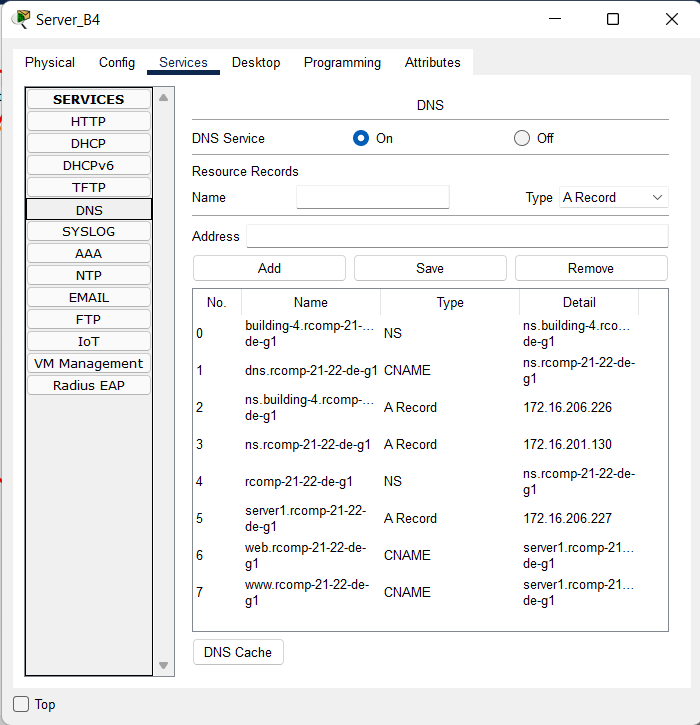 Server_B4
Physical Config Services Desktop Programming Attributes
SERVICES
HTTP
DHCP
DHCPv6
TFTP
DNS
SYSLOG
AAA
NTP
EMAIL
FTP
IoT
VM Management
Radius EAP
DNS
DNS Service On Off
Resource Records
Name Type A Record
Address
Add Save Remove
No. Name Type Detail
0 building-4.rcomp-21-... NS ns.building-4.rco...
de-g1 de-g1
1 dns.rcomp-21-22-de-g1 CNAME ns.rcomp-21-22-de-
g1
2 ns.building-4.rcomp-... A Record 172.16.206.226
de-g1
3 ns.rcomp-21-22-de-g1 A Record 172.16.201.130
4 rcomp-21-22-de-g1 NS ns.rcomp-21-22-de-
g1
5 server1.rcomp-21-22- A Record 172.16.206.227
de-g1
6 web.rcomp-21-22-de- CNAME server1.rcomp-21...
g1 de-g1
7 www.rcomp-21-22-de- CNAME server1.rcomp-21...
g1 de-g1
DNS Cache
Top